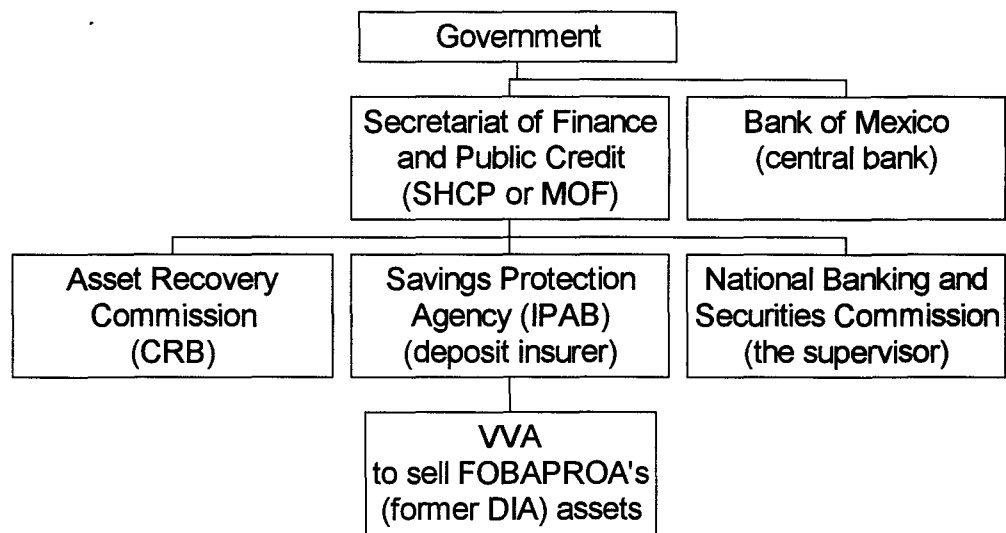 Government
Secretariat of Finance
and Public Credit
(SHCP or MOF)
Bank of Mexico
(central bank)
Asset Recovery
Commission
(CRB)
Savings Protection
Agency (IPAB)
(deposit insurer)
National Banking and
Securities Commission
(the supervisor)
VVA
to sell FOBAPROA's
(former DIA) assets